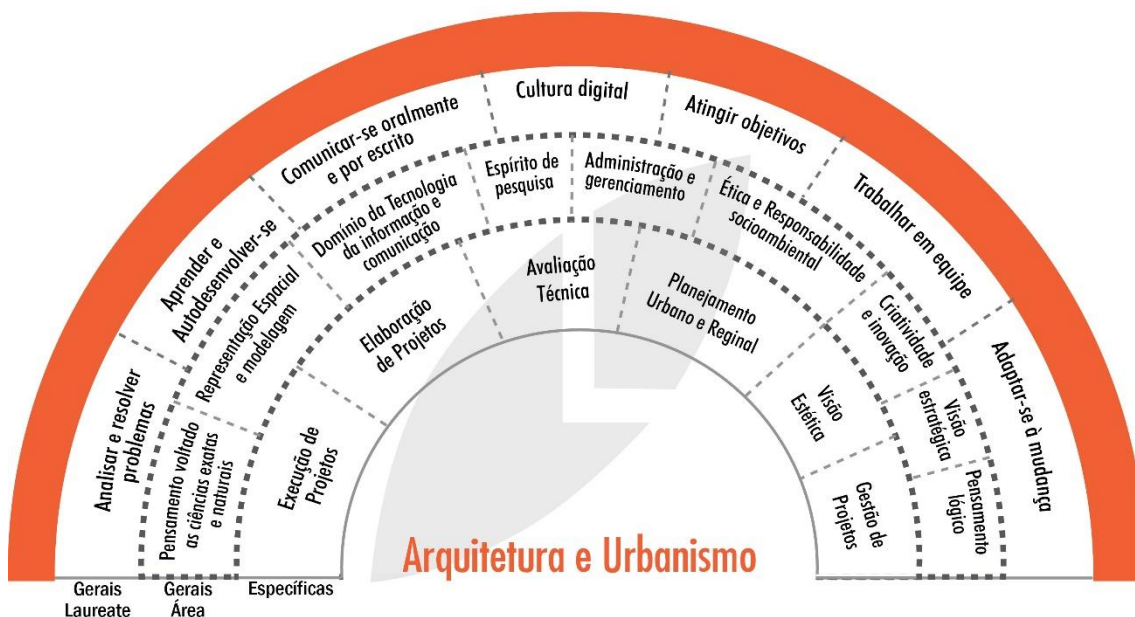 Analisar e resolver
problemas
Aprender e
Autodesenvolver-se
Comunicar-se oralmente
e por escrito
Cultura digital
Atingir objetivos
Trabalhar em equipe
Adaptar-se à mudança
Pensamento voltado
as ciências exatas
e naturais
Representação Espacial
e modelagem
Domínio da Tecnologia
da informação e
comunicação
Espírito de
pesquisa
Administração e
gerenciamento
Ética e Responsabilidade
socioambiental
Criatividade
e inovação
Visão
estratégica
Pensamento
lógico
Execução de
Projetos
Elaboração
de Projetos
Avaliação
Técnica
Planejamento
Urbano e Reginal
Visão
Estética
Gestão de
Projetos
Arquitetura e Urbanismo
Gerais
Laureate
Gerais
Área
Específicas